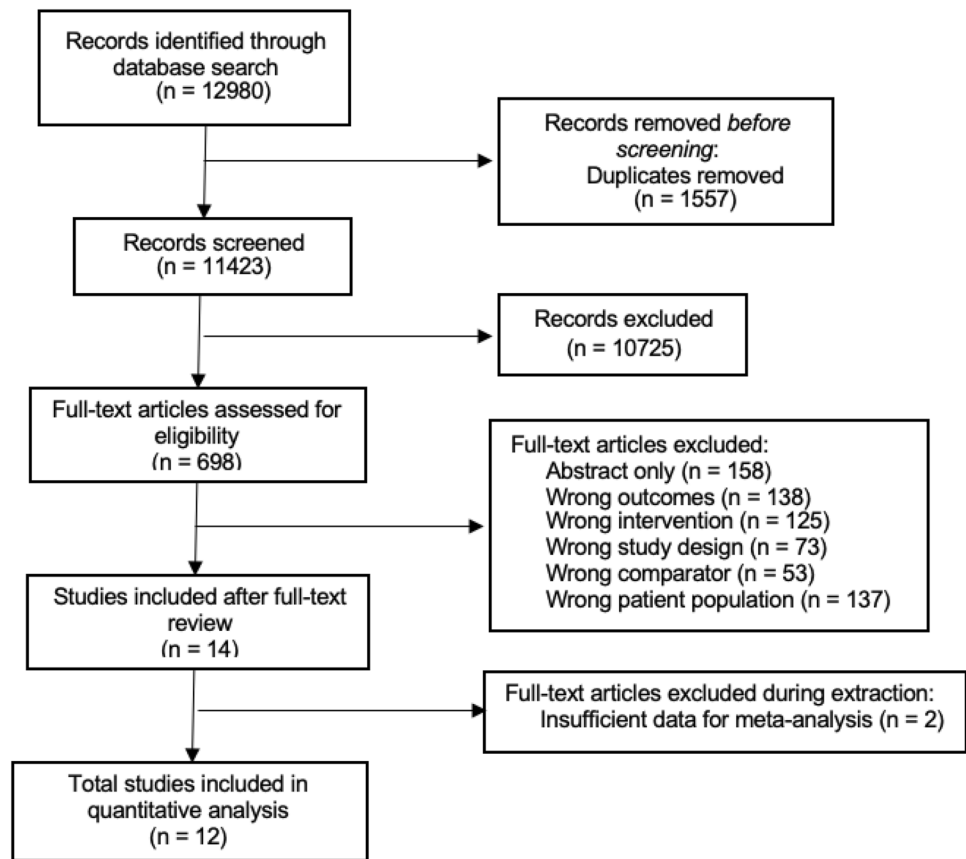 Records identified through
database search
(n = 12980)
Records removed before
screening:
Duplicates removed
(n = 1557)
Records screened
(n = 11423)
Records excluded
(n = 10725)
Full-text articles assessed for
eligibility
(n = 698)
Full-text articles excluded:
Abstract only (n = 158)
Wrong outcomes (n = 138)
Wrong intervention (n = 125)
Wrong study design (n = 73)
Wrong comparator (n = 53)
Wrong patient population (n = 137)
Studies included after full-text
review
(n = 14)
Full-text articles excluded during extraction:
Insufficient data for meta-analysis (n = 2)
Total studies included in
quantitative analysis
(n = 12)